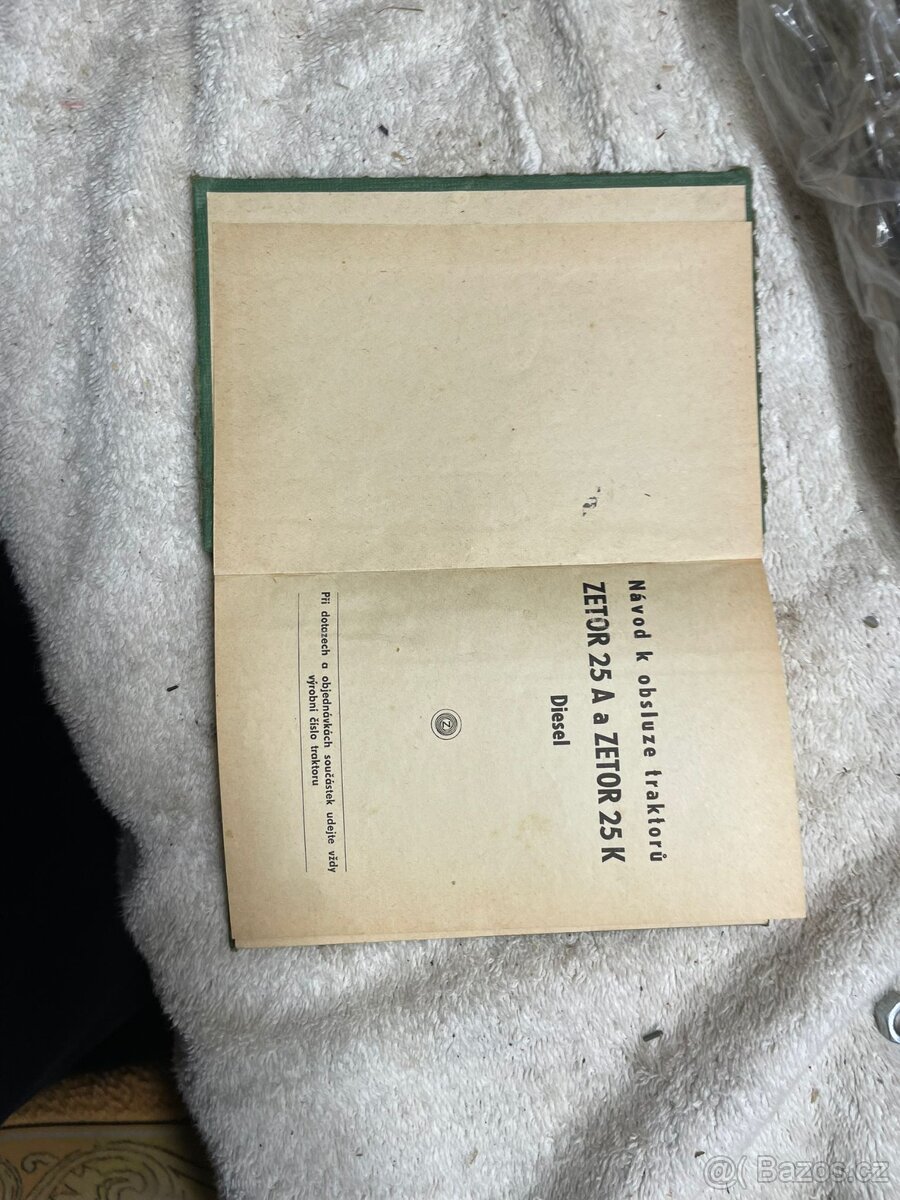 Návod k obsluze traktorů
ZETOR 25 A a ZETOR 25 K
Diesel
Z
Při dotazech a objednávkách součástek udejte vždy
výrobní číslo traktoru
@( Bazos.cz